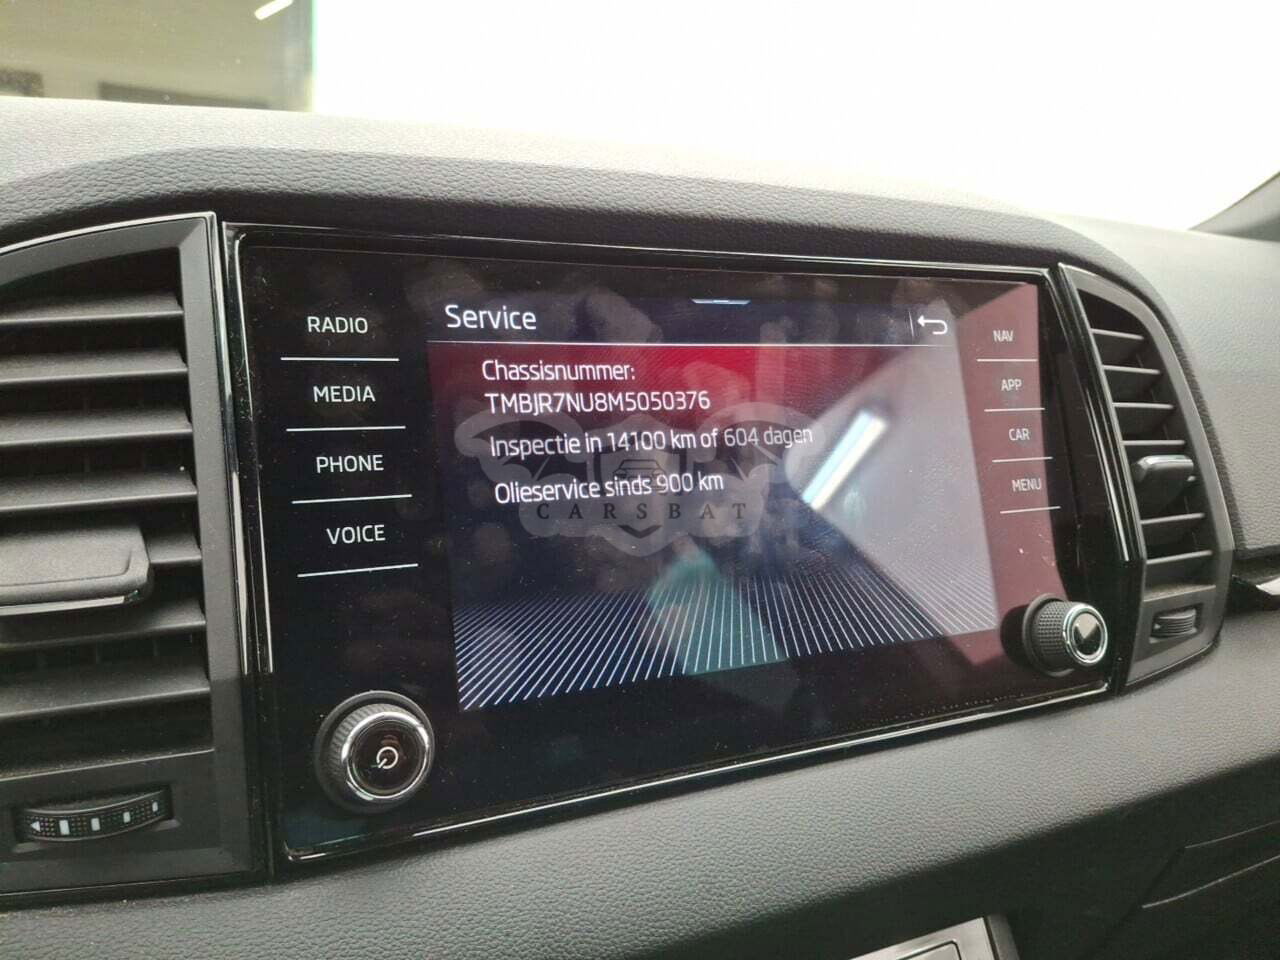 Service
RADIO
MEDIA
PHONE
VOICE
Chassisnummer:
TMBJR7NU8M5050376
Inspectie in 14100 km of 604 dagen
Olieservice sinds 900 km
CARSBAT
NAV
APP
CAR
MENU